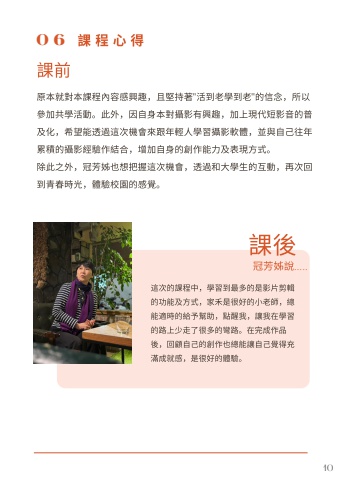 06 課程心得
課前
原本就對本課程內容感興趣，且堅持著"活到老學到老"的信念，所以
參加共學活動。此外，因自身本對攝影有興趣，加上現代短影音的普
及化，希望能透過這次機會來跟年輕人學習攝影軟體，並與自己往年
累積的攝影經驗作結合，增加自身的創作能力及表現方式。
除此之外，冠芳姊也想把握這次機會，透過和大學生的互動，再次回
到青春時光，體驗校園的感覺。
課後
冠芳姊說.....
這次的課程中，學習到最多的是影片剪輯
的功能及方式，家禾是很好的小老師，總
能適時的給予幫助，點醒我，讓我在學習
的路上少走了很多的彎路。在完成作品
後，回顧自己的創作也總能讓自己覺得充
滿成就感，是很好的體驗。
10